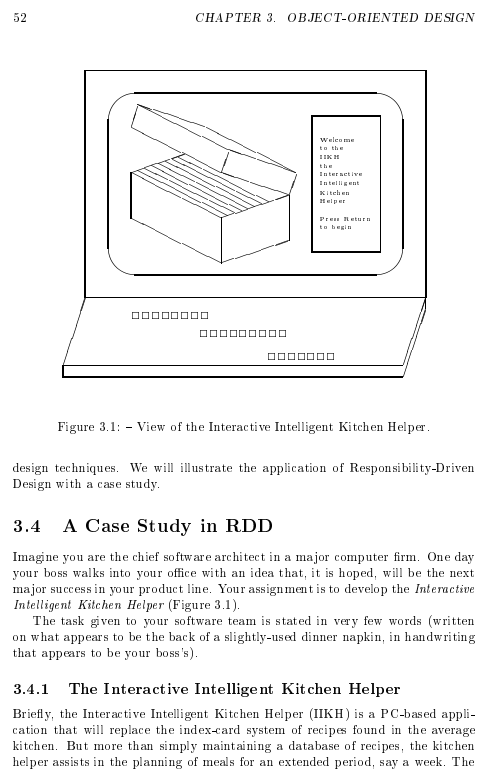 52 CHAPTER 3. OBJECT-ORIENTED DESIGN
Welcome
to the
IIKH
the
Interactive
Intelligent
Kitchen
Helper
Press Return
to begin
Figure 3.1: – View of the Interactive Intelligent Kitchen Helper.
design techniques. We will illustrate the application of Responsibility-Driven
Design with a case study.
3.4 A Case Study in RDD
Imagine you are the chief software architect in a major computer firm. One day
your boss walks into your office with an idea that, it is hoped, will be the next
major success in your product line. Your assignment is to develop the Interactive
Intelligent Kitchen Helper (Figure 3.1).
The task given to your software team is stated in very few words (written
on what appears to be the back of a slightly-used dinner napkin, in handwriting
that appears to be your boss's).
3.4.1 The Interactive Intelligent Kitchen Helper
Briefly, the Interactive Intelligent Kitchen Helper (IIKH) is a PC-based appli-
cation that will replace the index-card system of recipes found in the average
kitchen. But more than simply maintaining a database of recipes, the kitchen
helper assists in the planning of meals for an extended period, say a week. The